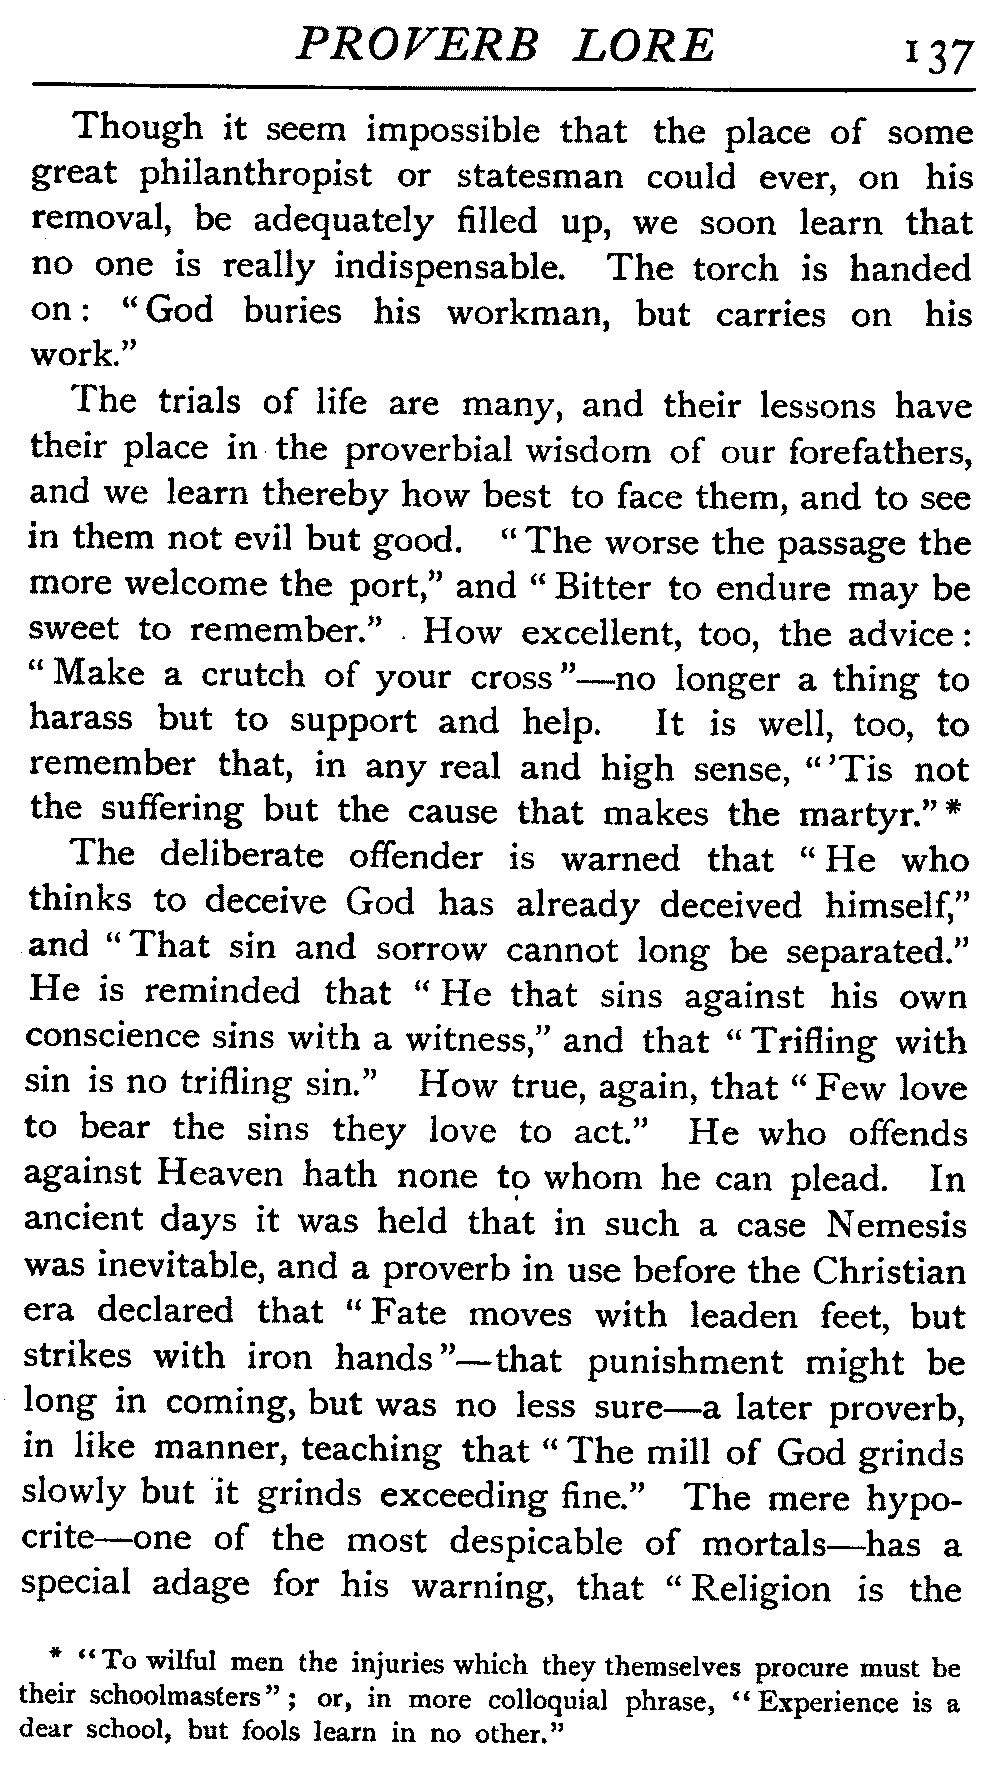 PROVERB LORE 137
Though it seem impossible that the place of some
great philanthropist or statesman could ever, on his
removal, be adequately filled up, we soon learn that
no one is really indispensable. The torch is handed
on: "God buries his workman, but carries on his
work."
The trials of life are many, and their lessons have
their place in the proverbial wisdom of our forefathers,
and we learn thereby how best to face them, and to see
in them not evil but good. "The worse the passage the
more welcome the port," and "Bitter to endure may be
sweet to remember." How excellent, too, the advice:
"Make a crutch of your cross"—no longer a thing to
harass but to support and help. It is well, too, to
remember that, in any real and high sense, "'Tis not
the suffering but the cause that makes the martyr."*
The deliberate offender is warned that "He who
thinks to deceive God has already deceived himself,"
and "That sin and sorrow cannot long be separated."
He is reminded that "He that sins against his own
conscience sins with a witness," and that "Trifling with
sin is no trifling sin." How true, again, that "Few love
to bear the sins they love to act." He who offends
against Heaven hath none to whom he can plead. In
ancient days it was held that in such a case Nemesis
was inevitable, and a proverb in use before the Christian
era declared that "Fate moves with leaden feet, but
strikes with iron hands"—that punishment might be
long in coming, but was no less sure—a later proverb,
in like manner, teaching that "The mill of God grinds
slowly but it grinds exceeding fine." The mere hypo-
crite—one of the most despicable of mortals—has a
special adage for his warning, that "Religion is the
* "To wilful men the injuries which they themselves procure must be
their schoolmasters"; or, in more colloquial phrase, "Experience is a
dear school, but fools learn in no other."